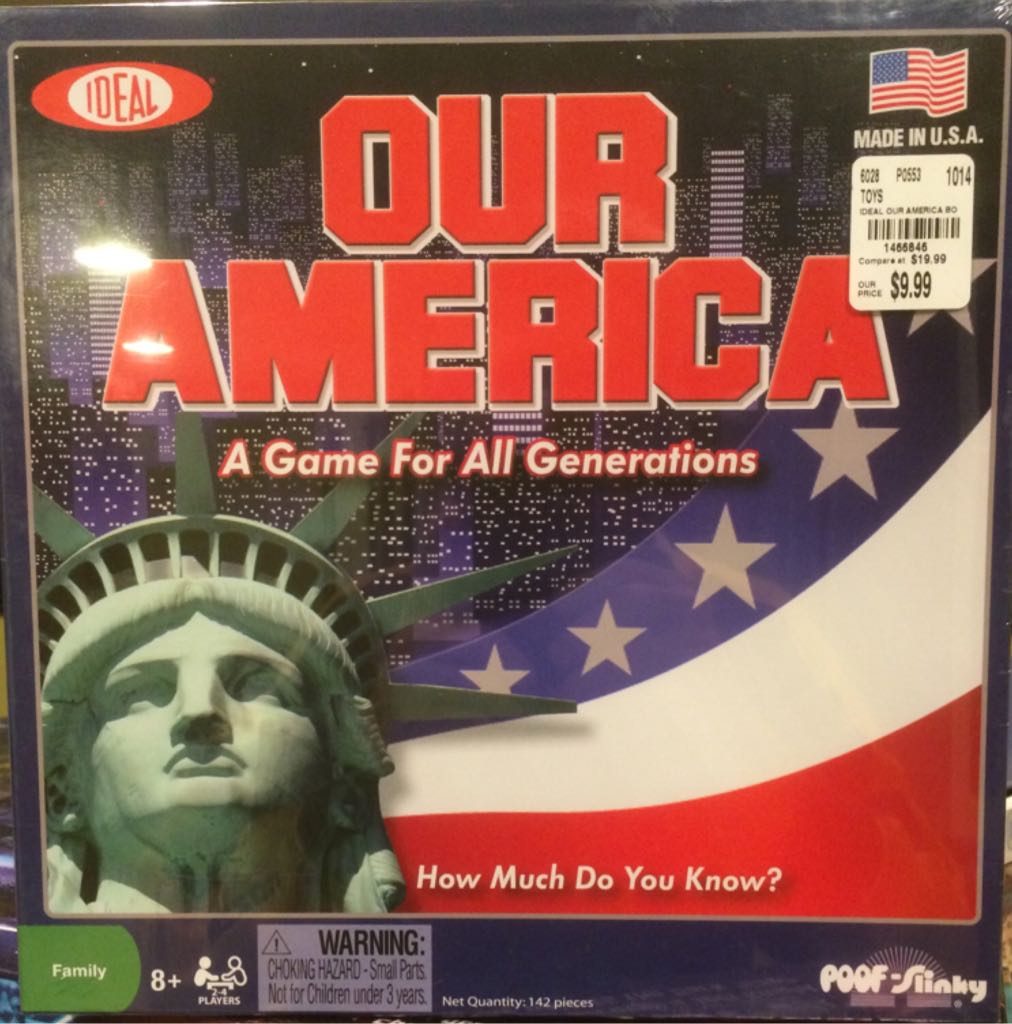 IDEAL
OUR
AMERICA
A Game For All Generations
MADE IN U.S.A.
6028 P0553 1014
TOYS
IDEAL OUR AMERICA BO
1466846
Compare at $19.99
OUR
PRICE $9.99
How Much Do You Know?
Family
8+
2-4
PLAYERS
WARNING:
CHOKING HAZARD - Small Parts.
Not for Children under 3 years.
Net Quantity: 142 pieces
POOF-Slinky